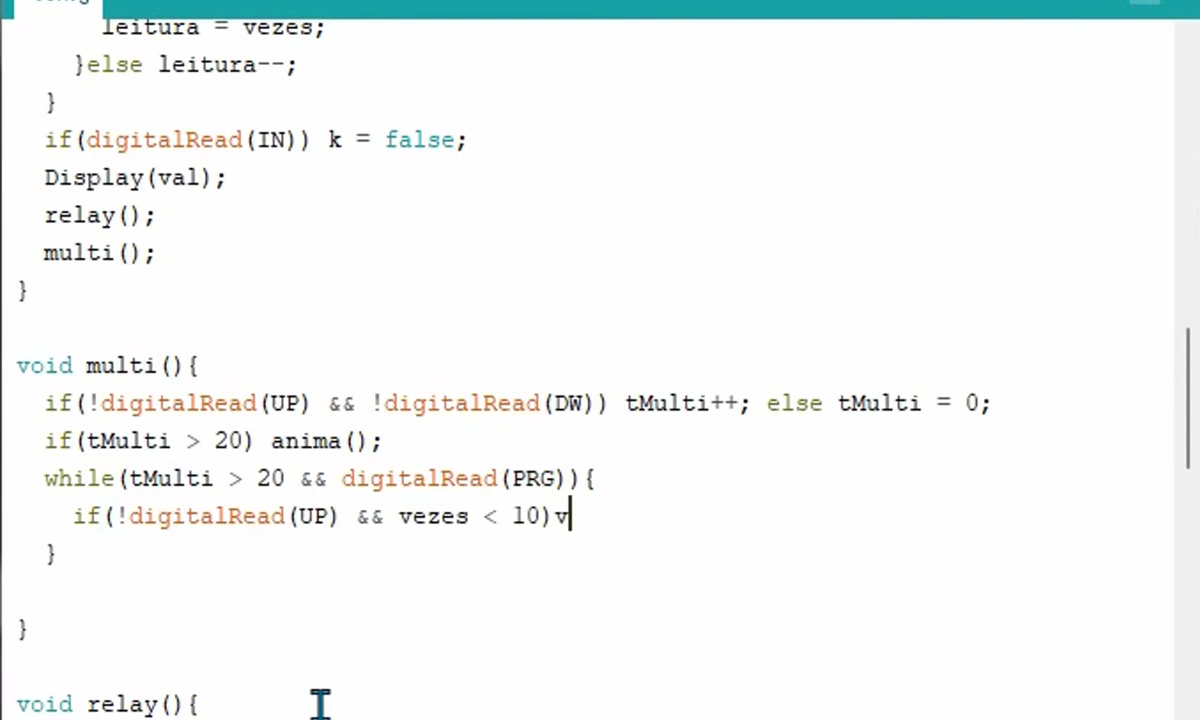 leitura = vezes;
}else leitura--;
}
if(digitalRead(IN)) k = false;
Display(val);
relay();
multi();
}
void multi(){
if(!digitalRead(UP) && !digitalRead(DW)) tMulti++; else tMulti = 0;
if(tMulti > 20) anima();
while(tMulti > 20 && digitalRead(PRG)){
if(!digitalRead(UP) && vezes < 10)v
}
}
void relay(){